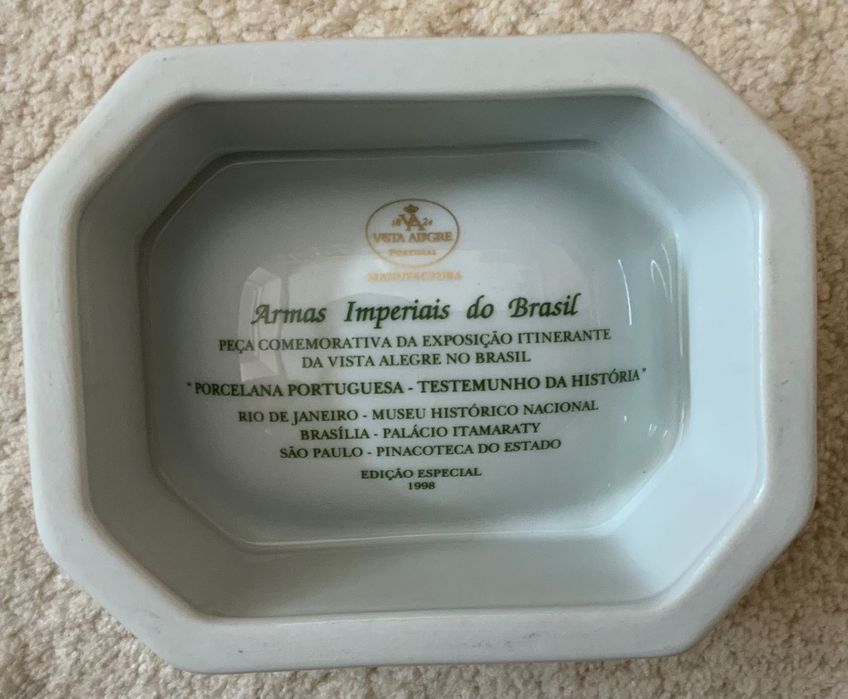 18 VA 24
VISTA ALEGRE
PORTUGAL
MANUFACTURA
Armas Imperiais do Brasil
PEÇA COMEMORATIVA DA EXPOSIÇÃO ITINERANTE
DA VISTA ALEGRE NO BRASIL
"PORCELANA PORTUGUESA - TESTEMUNHO DA HISTÓRIA"
RIO DE JANEIRO - MUSEU HISTÓRICO NACIONAL
BRASÍLIA - PALÁCIO ITAMARATY
SÃO PAULO - PINACOTECA DO ESTADO
EDIÇÃO ESPECIAL
1998